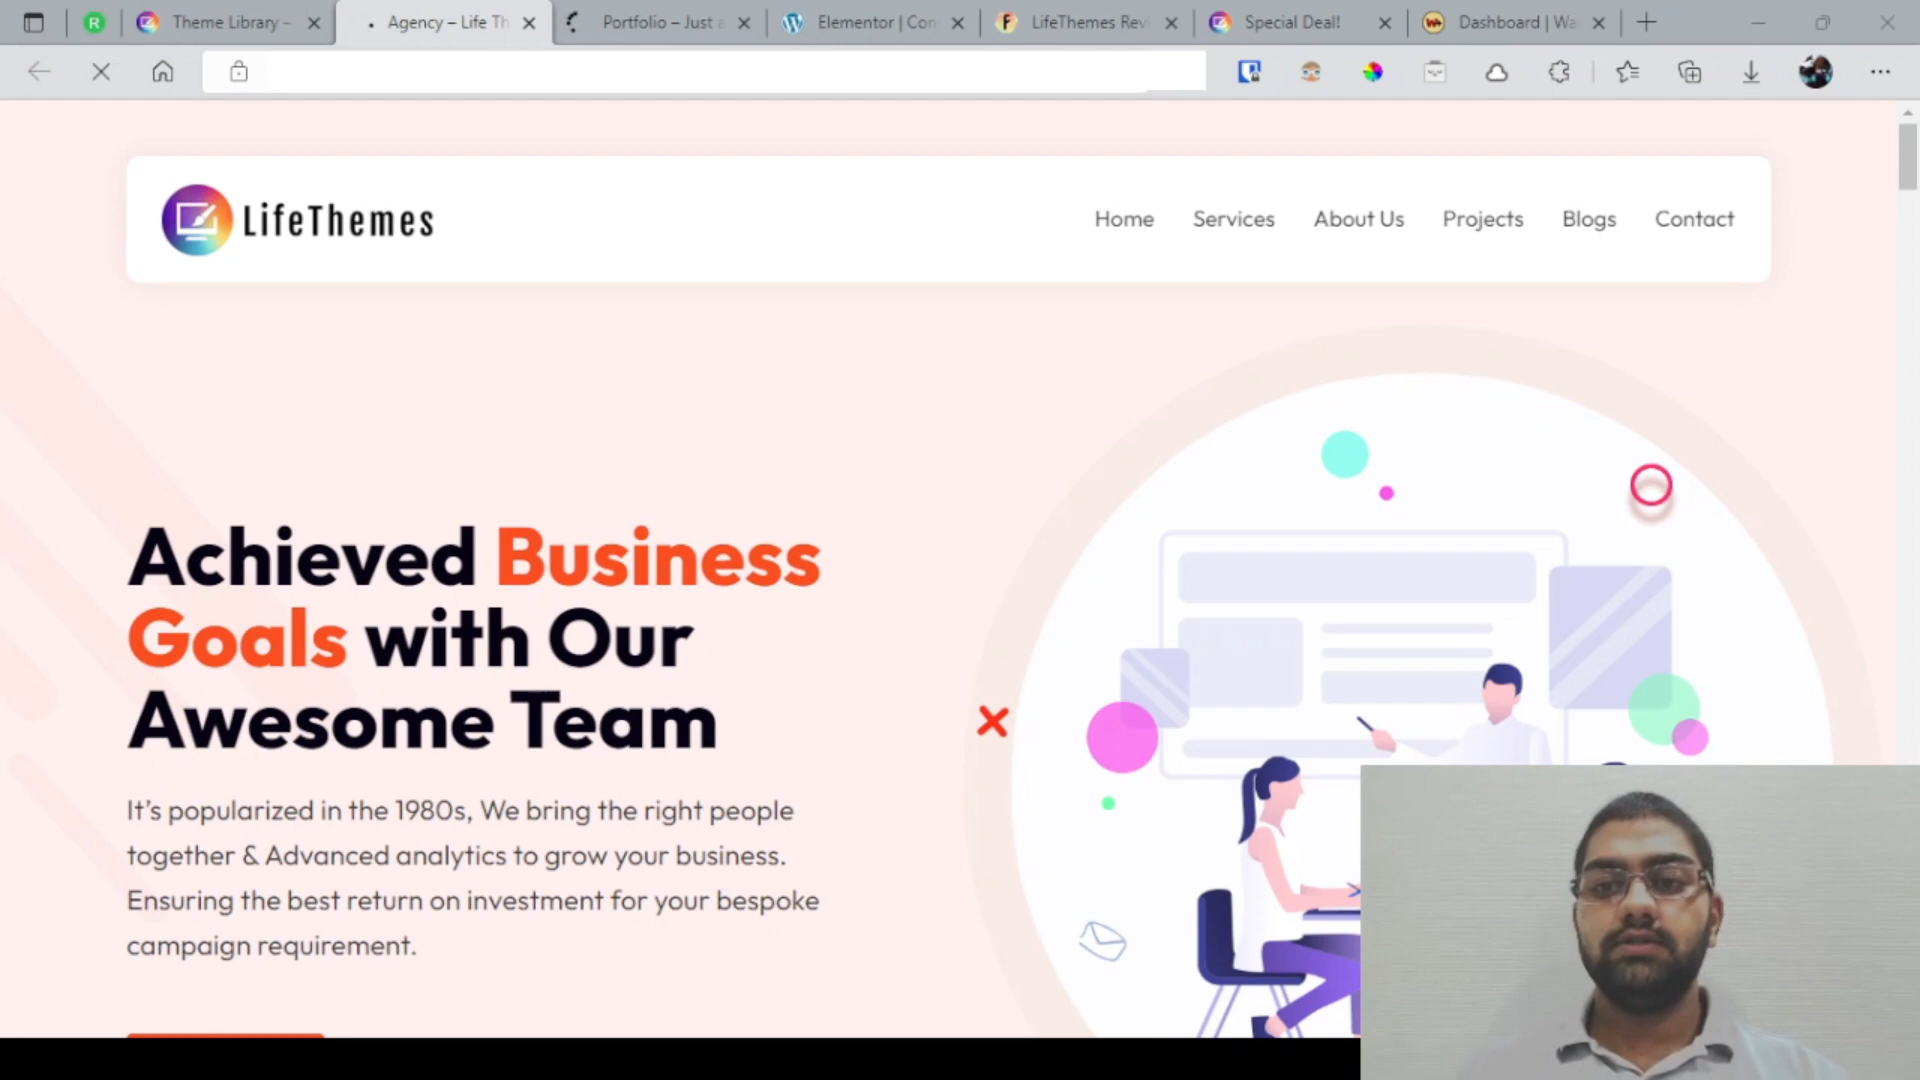 Theme Library –
Agency – Life Th
Portfolio – Just a
Elementor | Con
LifeThemes Revi
Special Deal!
Dashboard | Wa
R
LifeThemes
Home
Services
About Us
Projects
Blogs
Contact
Achieved Business
Goals with Our
Awesome Team
It's popularized in the 1980s, We bring the right people
together & Advanced analytics to grow your business.
Ensuring the best return on investment for your bespoke
campaign requirement.